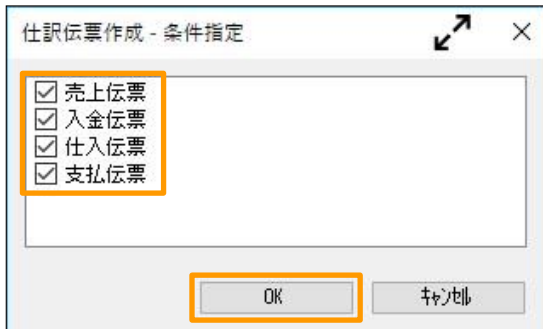 仕訳伝票作成 - 条件指定
売上伝票
入金伝票
仕入伝票
支払伝票
OK
ｷｬﾝｾﾙ